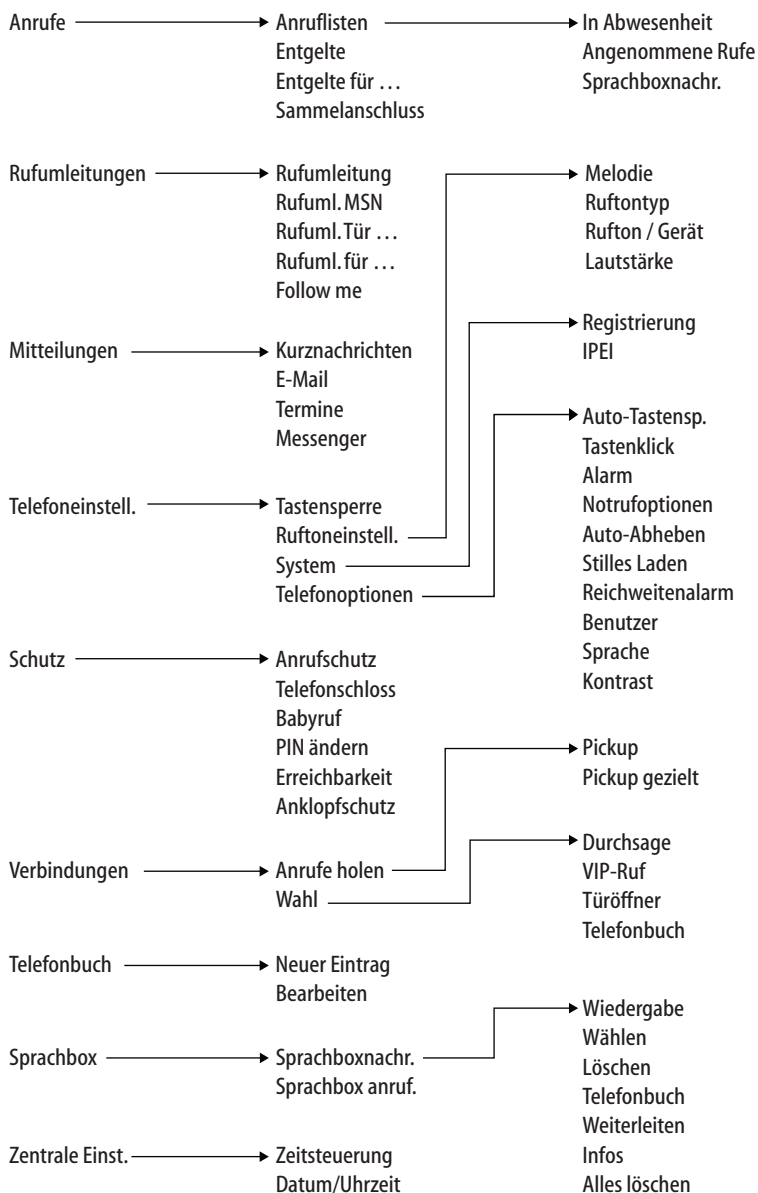 Anrufe
Anruflisten
Entgelte
Entgelte für …
Sammelanschluss
In Abwesenheit
Angenommene Rufe
Sprachboxnachr.
Rufumleitungen
Rufumleitung
Rufuml. MSN
Rufuml. Tür …
Rufuml. für …
Follow me
Melodie
Ruftontyp
Rufton / Gerät
Lautstärke
Mitteilungen
Kurznachrichten
E-Mail
Termine
Messenger
Registrierung
IPEI
Telefoneinstell.
Tastensperre
Ruftoneinstell.
System
Telefonoptionen
Auto-Tastensp.
Tastenklick
Alarm
Notrufoptionen
Auto-Abheben
Stilles Laden
Reichweitenalarm
Benutzer
Sprache
Kontrast
Schutz
Anrufschutz
Telefonschloss
Babyruf
PIN ändern
Erreichbarkeit
Anklopfschutz
Verbindungen
Anrufe holen
Wahl
Pickup
Pickup gezielt
Durchsage
VIP-Ruf
Türöffner
Telefonbuch
Telefonbuch
Neuer Eintrag
Bearbeiten
Sprachbox
Sprachboxnachr.
Sprachbox anruf.
Wiedergabe
Wählen
Löschen
Telefonbuch
Weiterleiten
Infos
Alles löschen
Zentrale Einst.
Zeitsteuerung
Datum/Uhrzeit